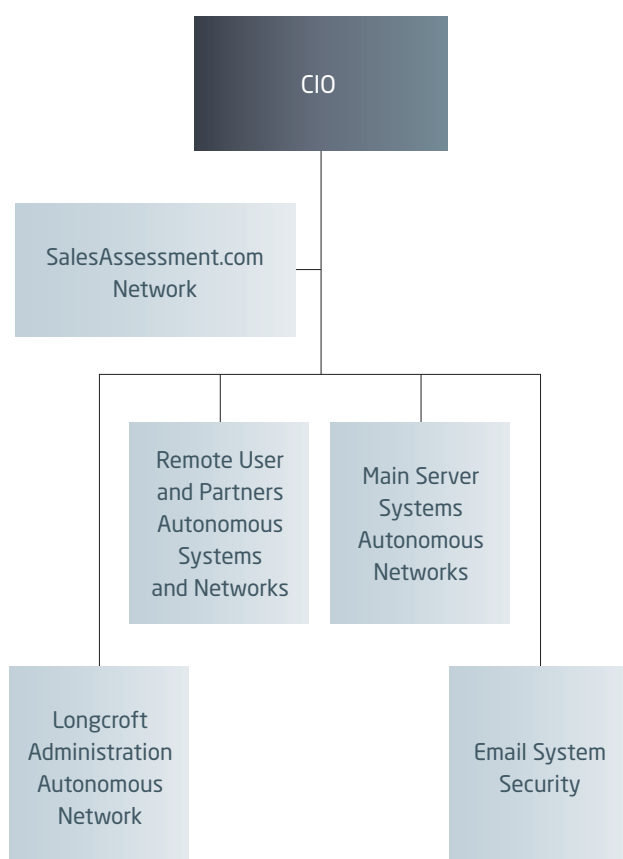 CIO
SalesAssessment.com
Network
Remote User
and Partners
Autonomous
Systems
and Networks
Main Server
Systems
Autonomous
Networks
Longcroft
Administration
Autonomous
Network
Email System
Security